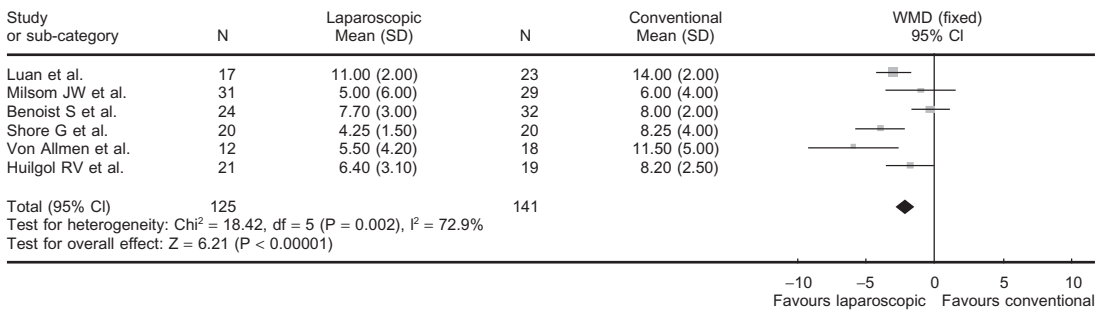 Study Laparoscopic Conventional WMD (fixed)
or sub-category N Mean (SD) N Mean (SD) 95% CI
Luan et al. 17 11.00 (2.00) 23 14.00 (2.00)
Milsom JW et al. 31 5.00 (6.00) 29 6.00 (4.00)
Benoist S et al. 24 7.70 (3.00) 32 8.00 (2.00)
Shore G et al. 20 4.25 (1.50) 20 8.25 (4.00)
Von Allmen et al. 12 5.50 (4.20) 18 11.50 (5.00)
Huilgol RV et al. 21 6.40 (3.10) 19 8.20 (2.50)
Total (95% CI) 125 141
Test for heterogeneity: Chi² = 18.42, df = 5 (P = 0.002), I² = 72.9%
Test for overall effect: Z = 6.21 (P < 0.00001)
−10 −5 0 5 10
Favours laparoscopic Favours conventional